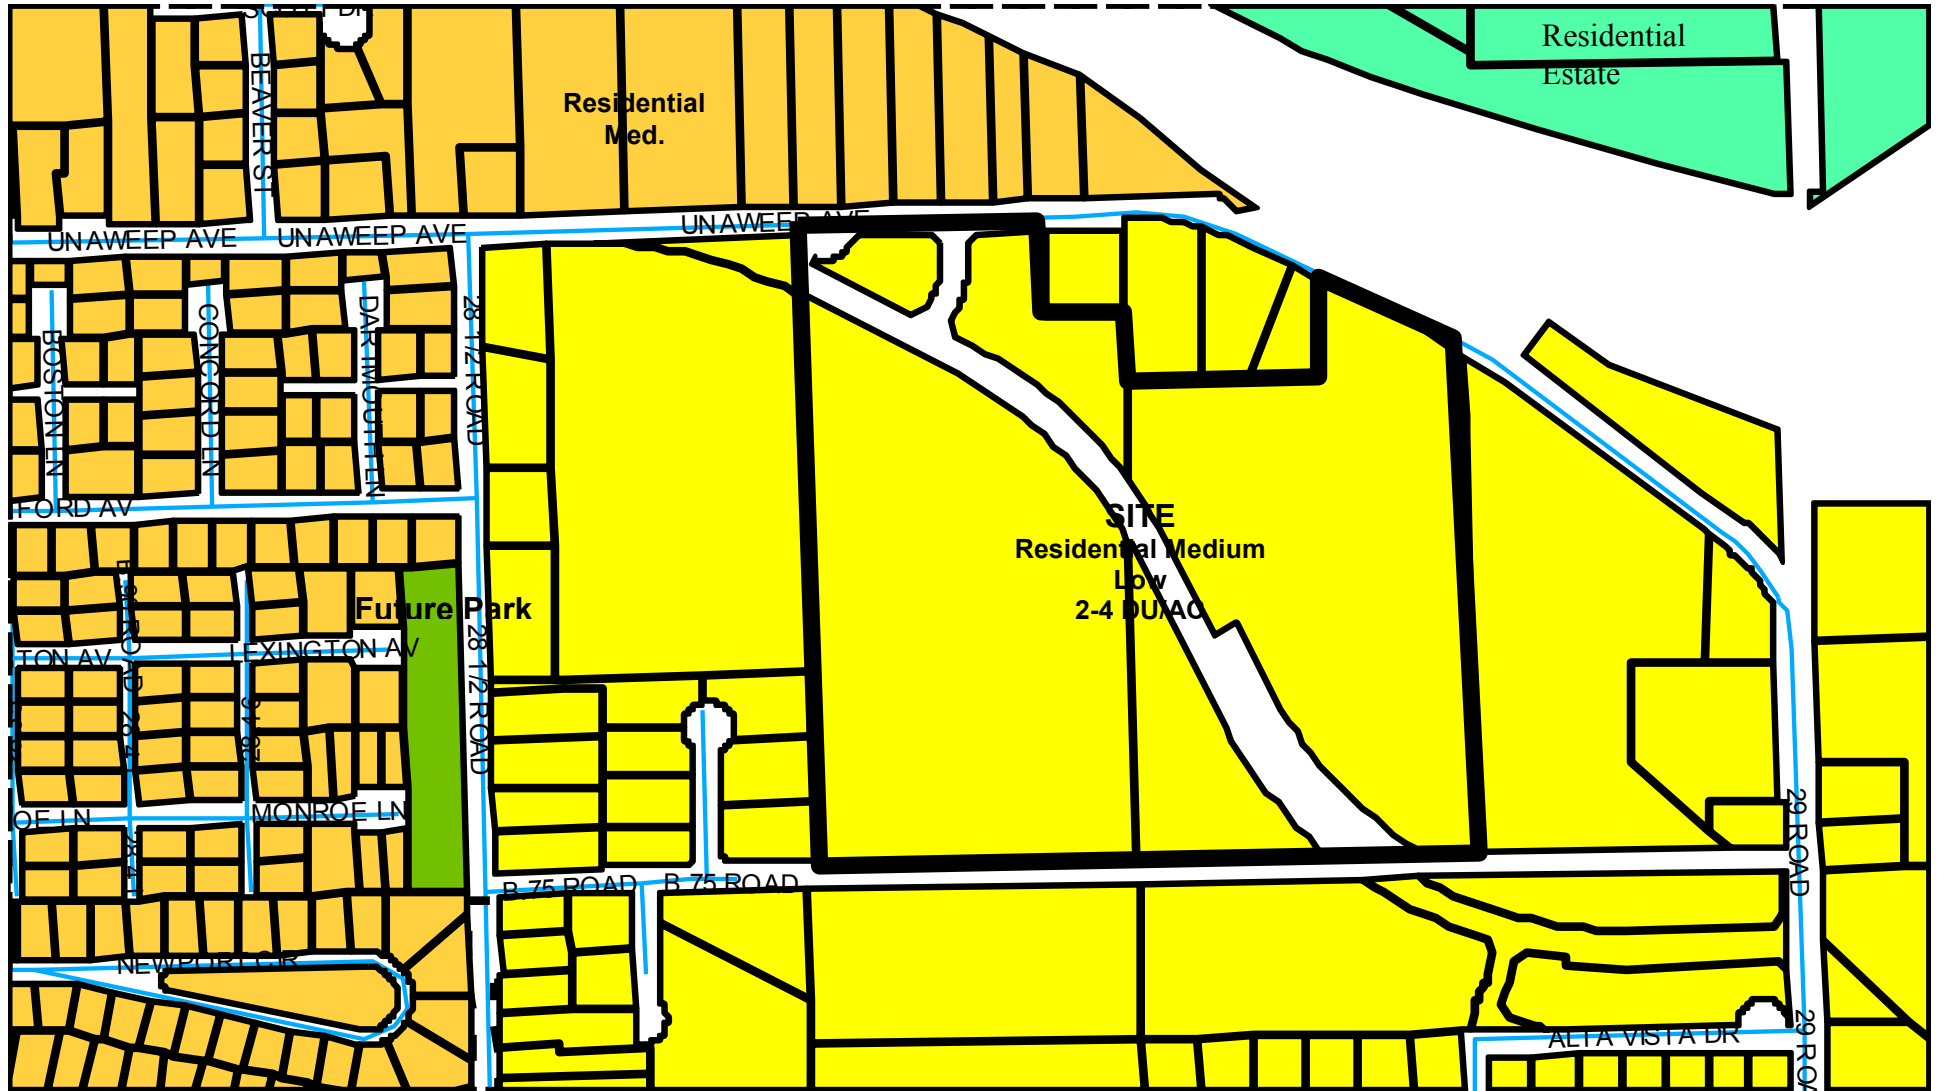 Residential
Estate
BEAVER ST
Residential
Med.
UNAWEEP AVE
UNAWEEP AVE
UNAWEEP AVE
28 1/2 ROAD
BOSTON LN
CONCORD LN
DARTMOUTH LN
FORD AV
SITE
Residential Medium
Low
2-4 DU/AC
Future Park
28 1/2 ROAD
TON AV
LEXINGTON AV
MONROE LN
OE LN
29 ROAD
B.75 ROAD
B.75 ROAD
NEWPORT CIR
ALTA VISTA DR
29 ROA